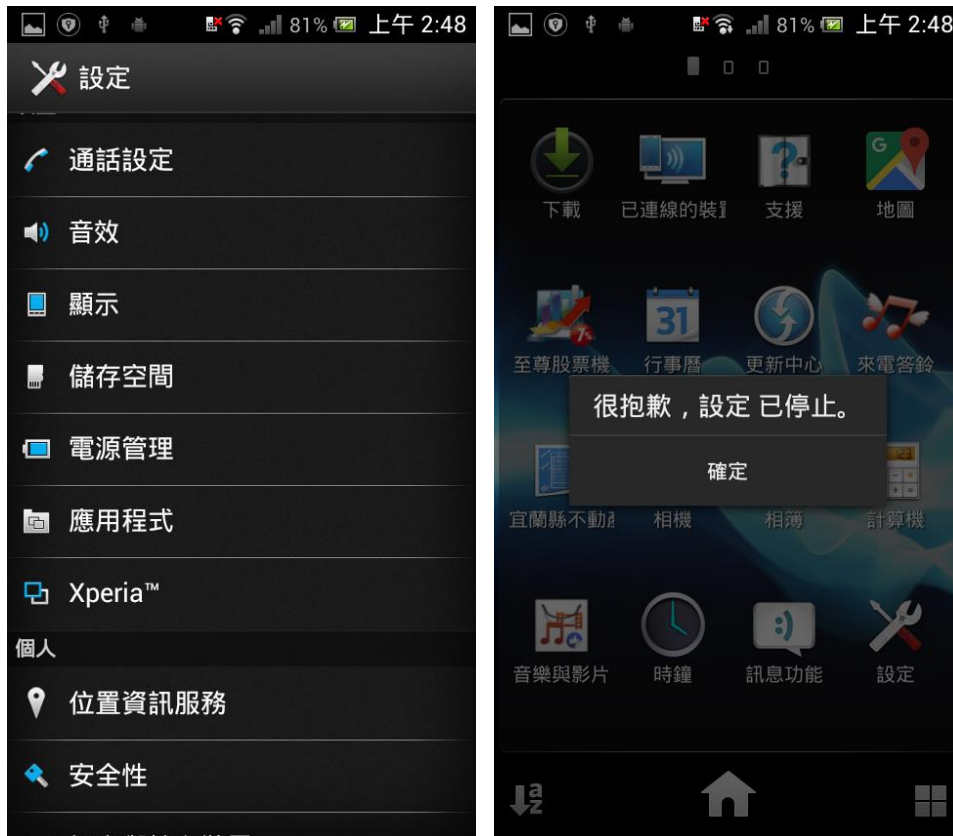 81% 上午 2:48
設定
通話設定
音效
顯示
儲存空間
電源管理
應用程式
Xperia™
個人
位置資訊服務
安全性
81% 上午 2:48
下載 已連線的裝置 支援 地圖
G
31
至尊股票機 行事曆 更新中心 來電答鈴
很抱歉，設定 已停止。
確定
宜蘭縣不動產 相機 相簿 計算機
音樂與影片 時鐘 訊息功能 設定
a
z